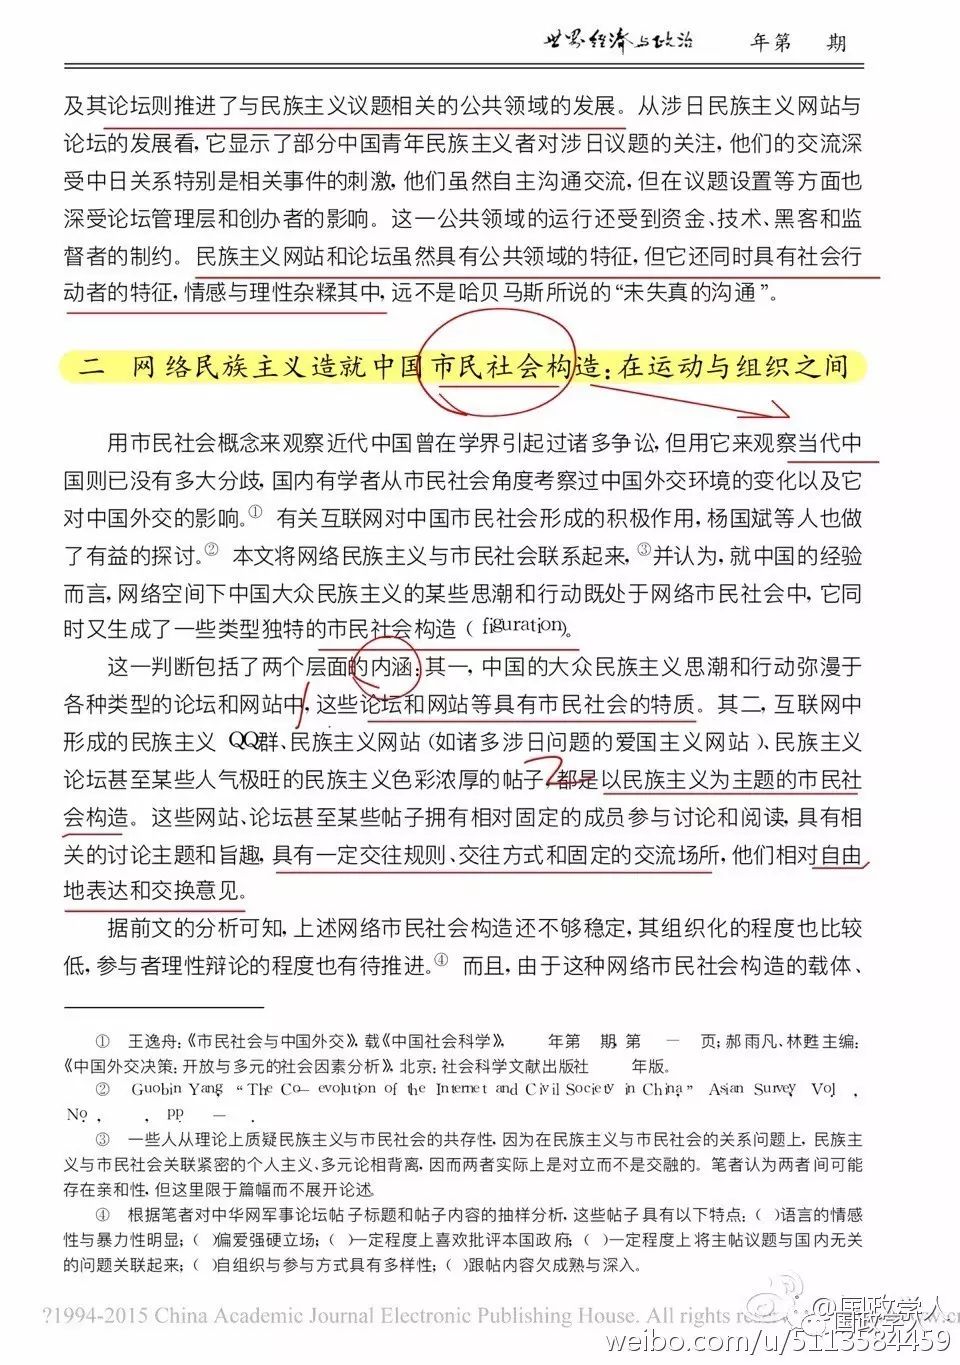 世界经济与政治 年第 期
及其论坛则推进了与民族主义议题相关的公共领域的发展。从涉日民族主义网站与
论坛的发展看,它显示了部分中国青年民族主义者对涉日议题的关注,他们的交流深
受中日关系特别是相关事件的刺激,他们虽然自主沟通交流,但在议题设置等方面也
深受论坛管理层和创办者的影响。这一公共领域的运行还受到资金、技术、黑客和监
督者的制约。民族主义网站和论坛虽然具有公共领域的特征,但它还同时具有社会行
动者的特征,情感与理性杂糅其中,远不是哈贝马斯所说的“未失真的沟通”。
二 网络民族主义造就中国市民社会构造:在运动与组织之间
用市民社会概念来观察近代中国曾在学界引起过诸多争讼,但用它来观察当代中
国则已没有多大分歧,国内有学者从市民社会角度考察过中国外交环境的变化以及它
对中国外交的影响。① 有关互联网对中国市民社会形成的积极作用,杨国斌等人也做
了有益的探讨。② 本文将网络民族主义与市民社会联系起来,③并认为,就中国的经验
而言,网络空间下中国大众民族主义的某些思潮和行动既处于网络市民社会中,它同
时又生成了一些类型独特的市民社会构造(figuration)。
这一判断包括了两个层面的内涵:其一,中国的大众民族主义思潮和行动弥漫于
各种类型的论坛和网站中,这些论坛和网站等具有市民社会的特质。其二,互联网中
形成的民族主义 QQ群、民族主义网站(如诸多涉日问题的爱国主义网站)、民族主义
论坛甚至某些人气极旺的民族主义色彩浓厚的帖子,都是以民族主义为主题的市民社
会构造。这些网站、论坛甚至某些帖子拥有相对固定的成员参与讨论和阅读,具有相
关的讨论主题和旨趣,具有一定交往规则、交往方式和固定的交流场所,他们相对自由
地表达和交换意见。
据前文的分析可知,上述网络市民社会构造还不够稳定,其组织化的程度也比较
低,参与者理性辩论的程度也有待推进。④ 而且,由于这种网络市民社会构造的载体、
① 王逸舟:《市民社会与中国外交》,载《中国社会科学》, 年第 期,第 — 页;郝雨凡、林甦主编:
《中国外交决策:开放与多元的社会因素分析》,北京:社会科学文献出版社 年版。
② Guobin Yang, “The Co-evolution of the Internet and Civil Society in China,” Asian Survey, Vol. ,
No. , , pp. — .
③ 一些人从理论上质疑民族主义与市民社会的共存性,因为在民族主义与市民社会的关系问题上,民族主
义与市民社会关联紧密的个人主义、多元论相背离,因而两者实际上是对立而不是交融的。笔者认为两者间可能
存在亲和性,但这里限于篇幅而不展开论述。
④ 根据笔者对中华网军事论坛帖子标题和帖子内容的抽样分析,这些帖子具有以下特点:( )语言的情感
性与暴力性明显;( )偏爱强硬立场;( )一定程度上喜欢批评本国政府;( )一定程度上将主帖议题与国内无关
的问题关联起来;( )自组织与参与方式具有多样性;( )跟帖内容欠成熟与深入。
?1994-2015 China Academic Journal Electronic Publishing House. All rights
@国政学人
国政学人
weibo.com/u/5113584459